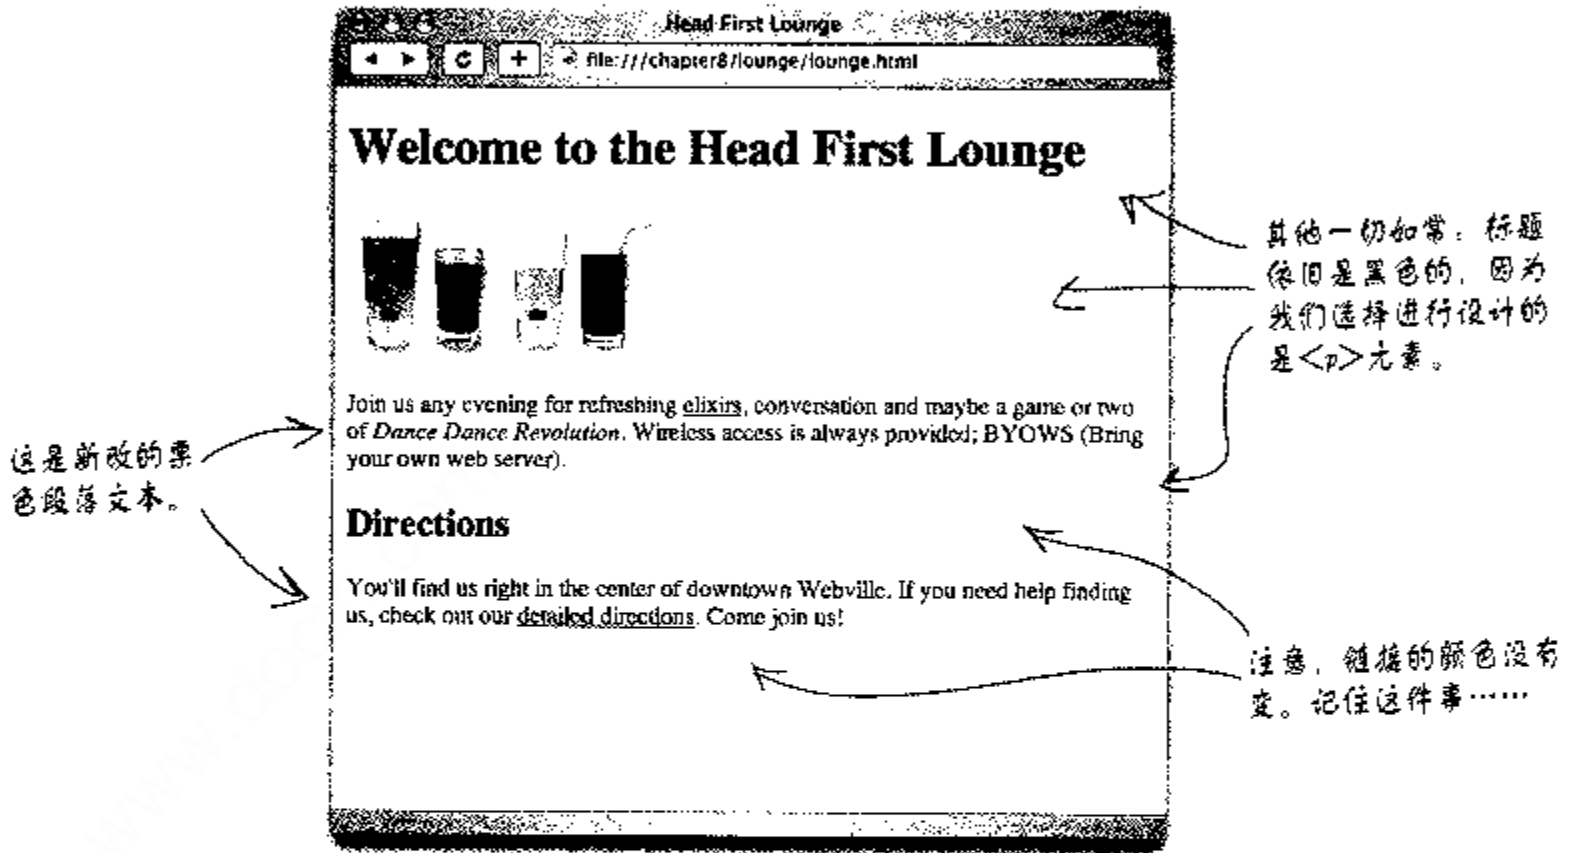 Head First Lounge
file:///chapter8/lounge/lounge.html
Welcome to the Head First Lounge
其他一切如常：标题
依旧是黑色的，因为
我们选择进行设计的
是<p>元素。
Join us any evening for refreshing elixirs, conversation and maybe a game or two
of Dance Dance Revolution. Wireless access is always provided; BYOWS (Bring
your own web server).
这是新改的栗
色段落文本。
Directions
You'll find us right in the center of downtown Webville. If you need help finding
us, check out our detailed directions. Come join us!
注意，链接的颜色没有
变。记住这件事……